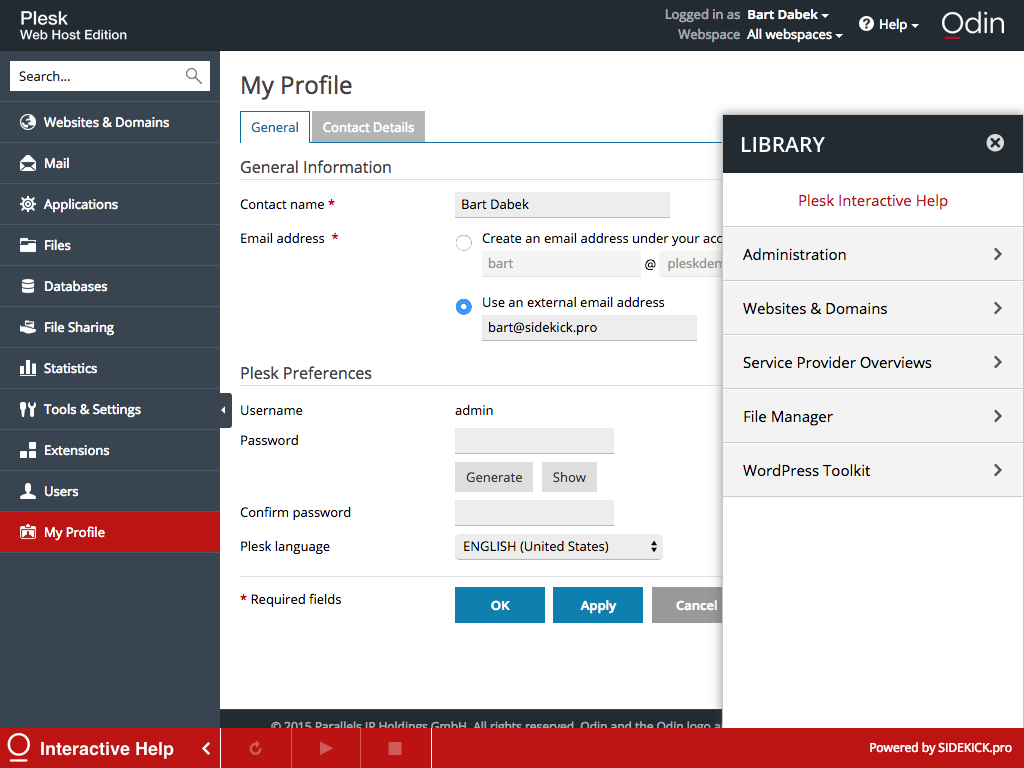 Plesk
Web Host Edition
Logged in as Bart Dabek
Webspace All webspaces
Help
Odin
Search...
Websites & Domains
Mail
Applications
Files
Databases
File Sharing
Statistics
Tools & Settings
Extensions
Users
My Profile
My Profile
General
Contact Details
General Information
Contact name *
Bart Dabek
Email address *
Create an email address under your acc
bart
@
pleskdem
Use an external email address
bart@sidekick.pro
Plesk Preferences
Username
admin
Password
Generate
Show
Confirm password
Plesk language
ENGLISH (United States)
* Required fields
OK
Apply
Cancel
© 2015 Parallels IP Holdings GmbH. All rights reserved. Odin and the Odin logo a
LIBRARY
Plesk Interactive Help
Administration
Websites & Domains
Service Provider Overviews
File Manager
WordPress Toolkit
Interactive Help
Powered by SIDEKICK.pro